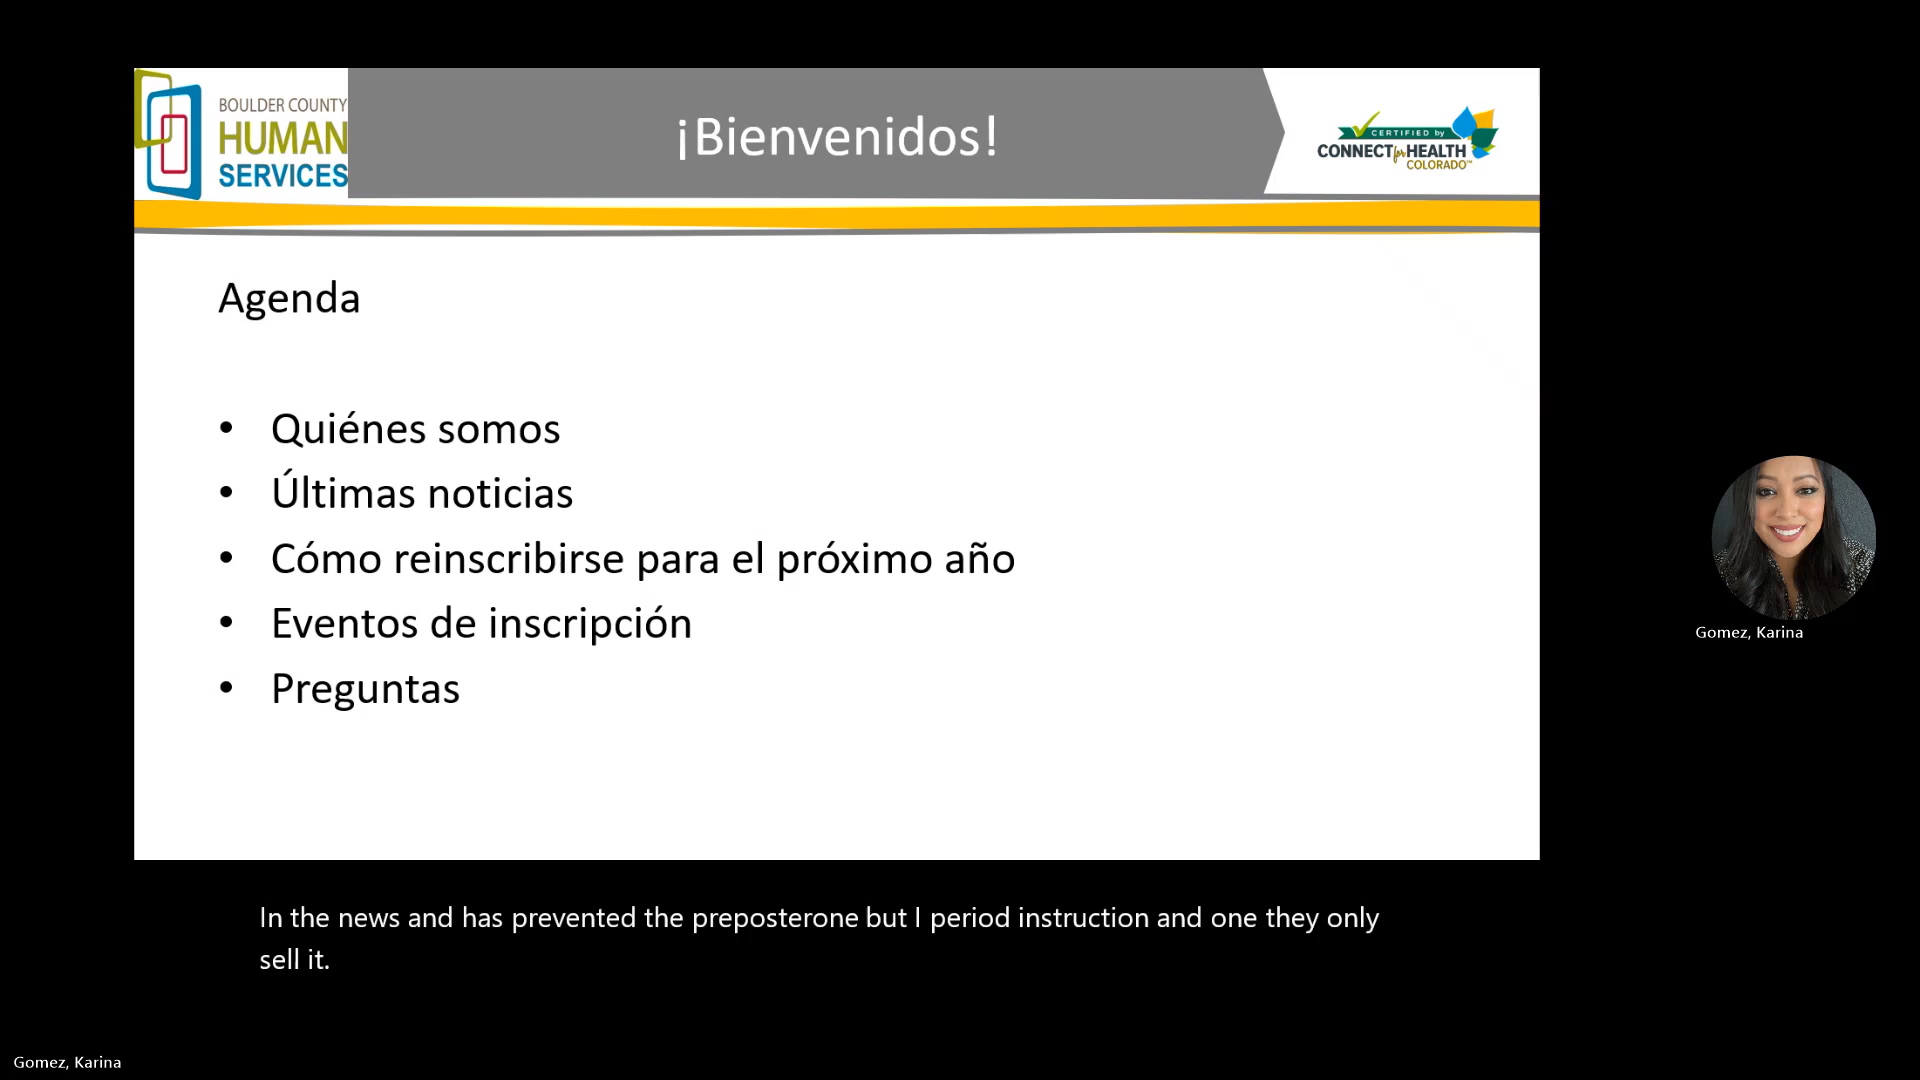 BOULDER COUNTY
HUMAN
SERVICES
¡Bienvenidos!
CERTIFIED by
CONNECT for HEALTH
COLORADO™
Agenda
• Quiénes somos
• Últimas noticias
• Cómo reinscribirse para el próximo año
• Eventos de inscripción
• Preguntas
Gomez, Karina
In the news and has prevented the preposterone but I period instruction and one they only
sell it.
Gomez, Karina